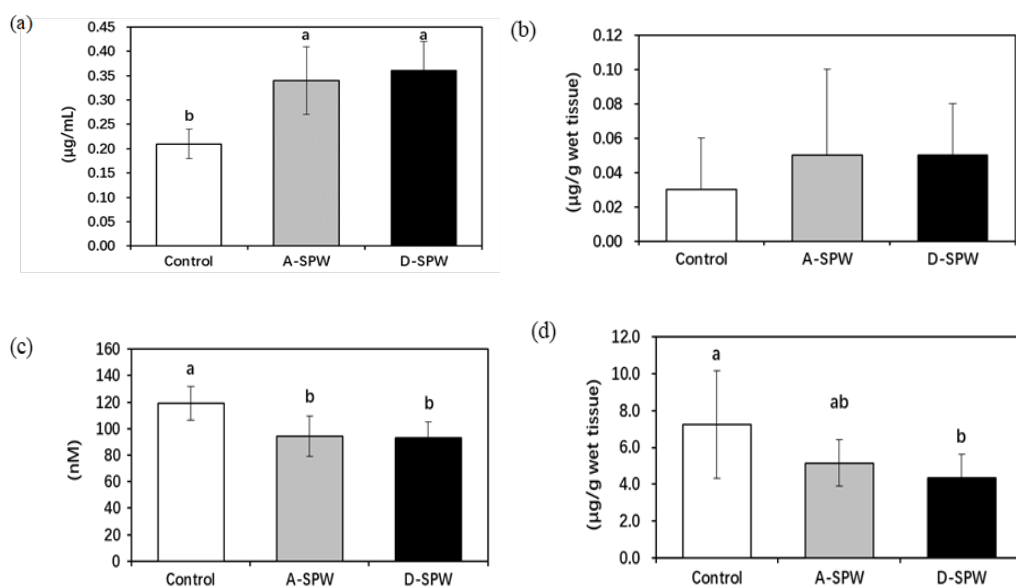 (a)
(µg/mL)
0.45
0.40
0.35
0.30
0.25
0.20
0.15
0.10
0.05
0.00
b
a
a
Control
A-SPW
D-SPW
(b)
(µg/g wet tissue)
0.12
0.10
0.08
0.06
0.04
0.02
0.00
Control
A-SPW
D-SPW
(c)
(nM)
160
140
120
100
80
60
40
20
0
a
b
b
Control
A-SPW
D-SPW
(d)
(µg/g wet tissue)
12.0
10.0
8.0
6.0
4.0
2.0
0.0
a
ab
b
Control
A-SPW
D-SPW